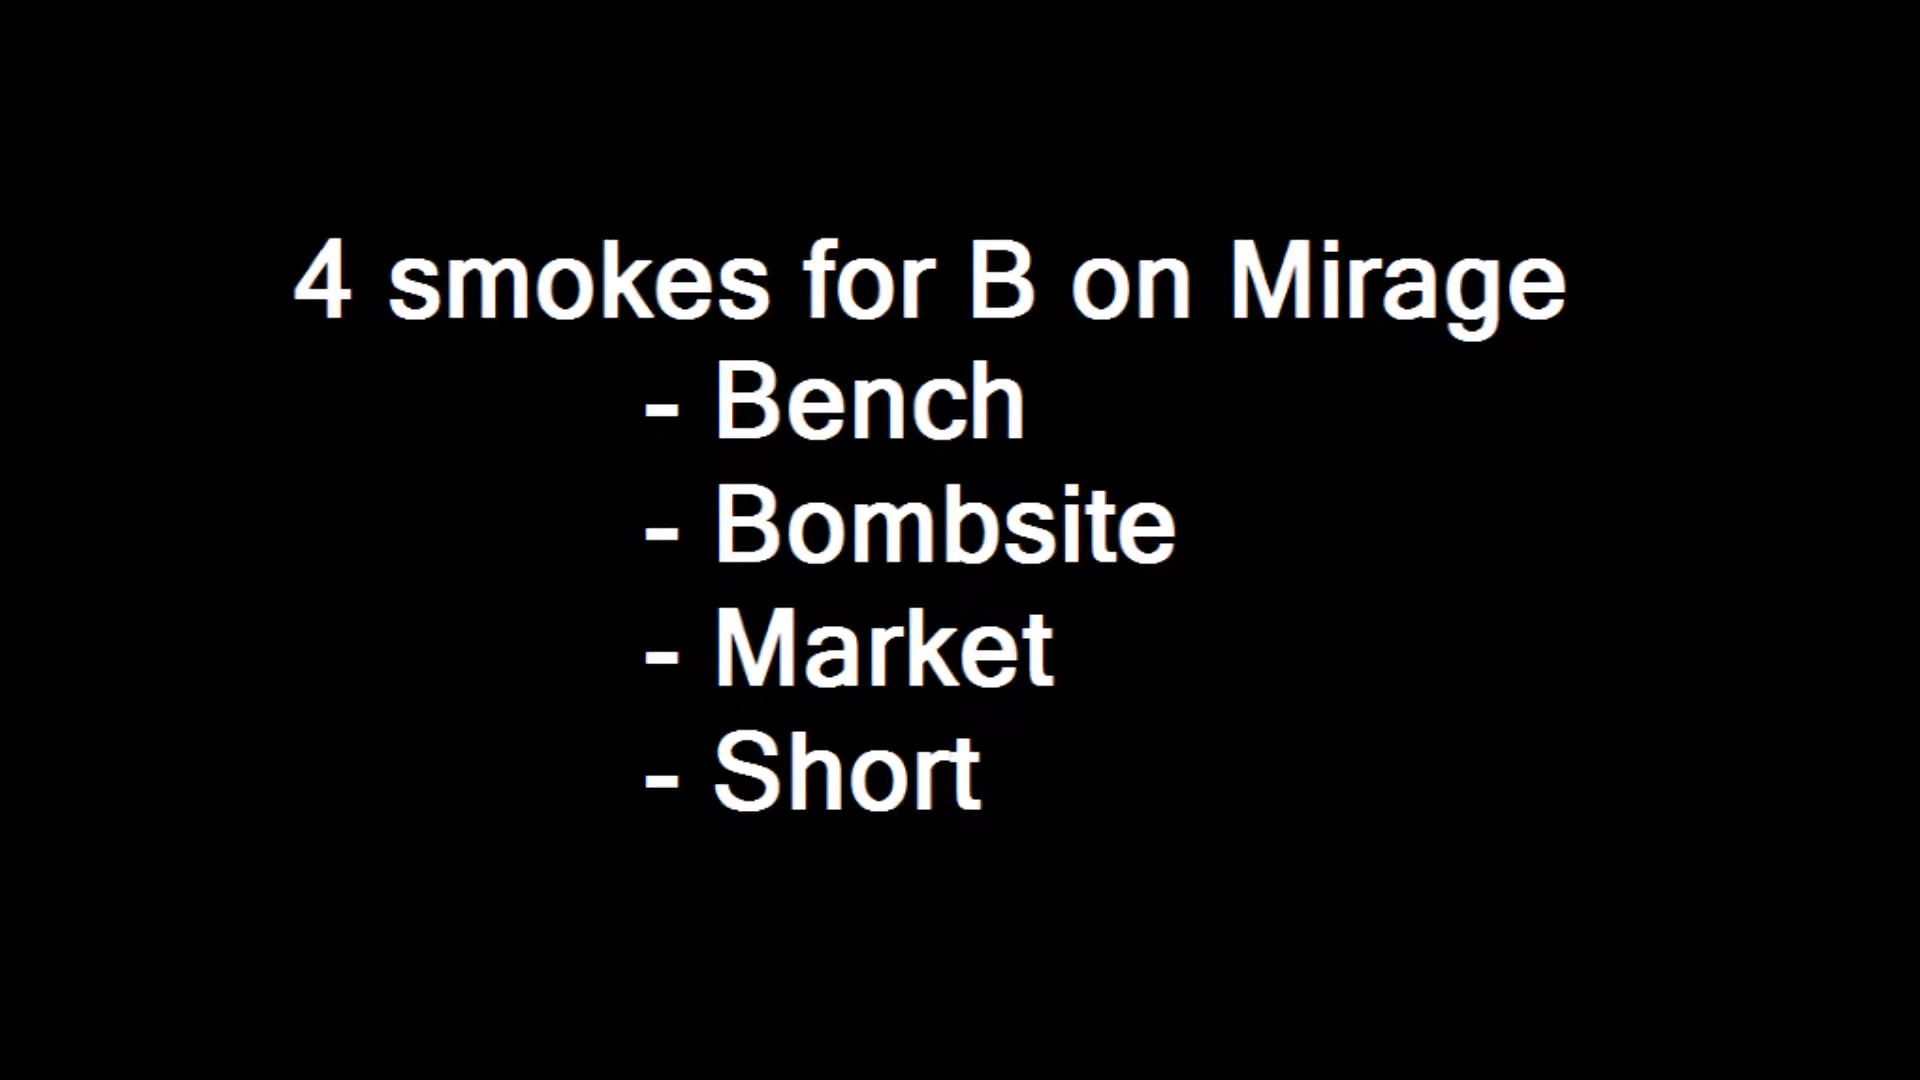 4 smokes for B on Mirage
- Bench
- Bombsite
- Market
- Short